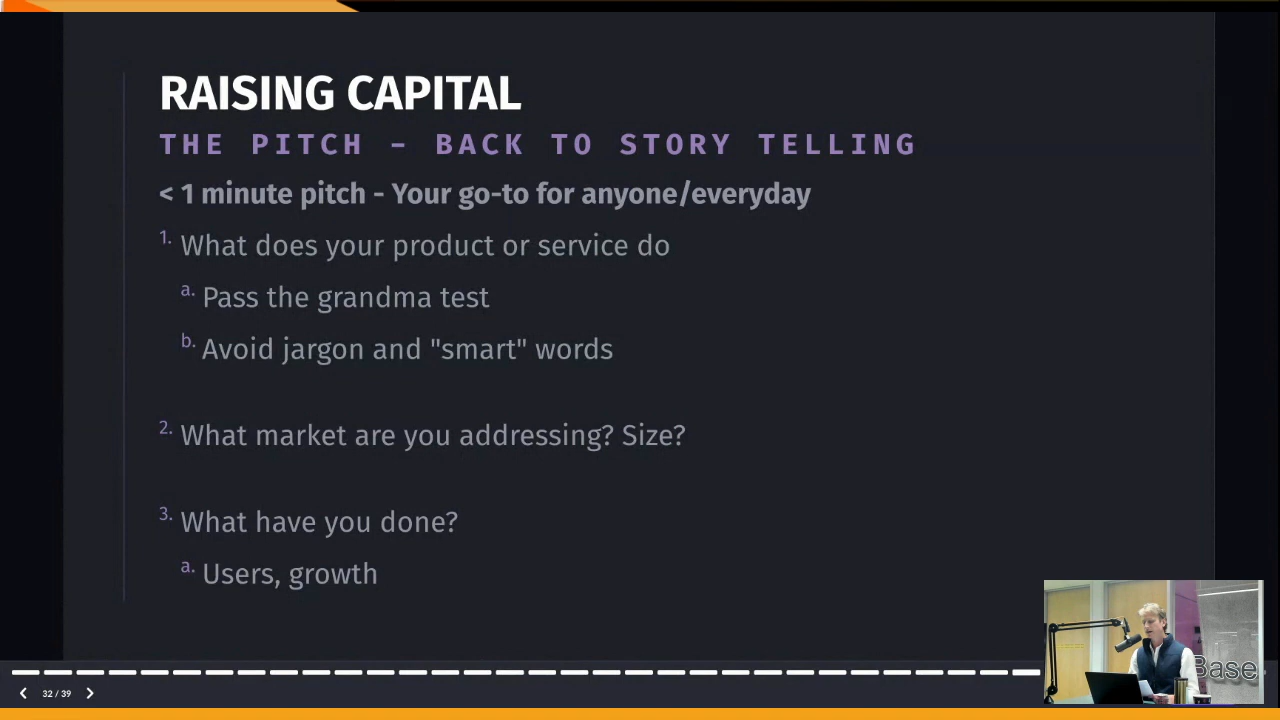 RAISING CAPITAL
THE PITCH – BACK TO STORY TELLING
< 1 minute pitch - Your go-to for anyone/everyday
1. What does your product or service do
a. Pass the grandma test
b. Avoid jargon and "smart" words
2. What market are you addressing? Size?
3. What have you done?
a. Users, growth
Base
32 / 39